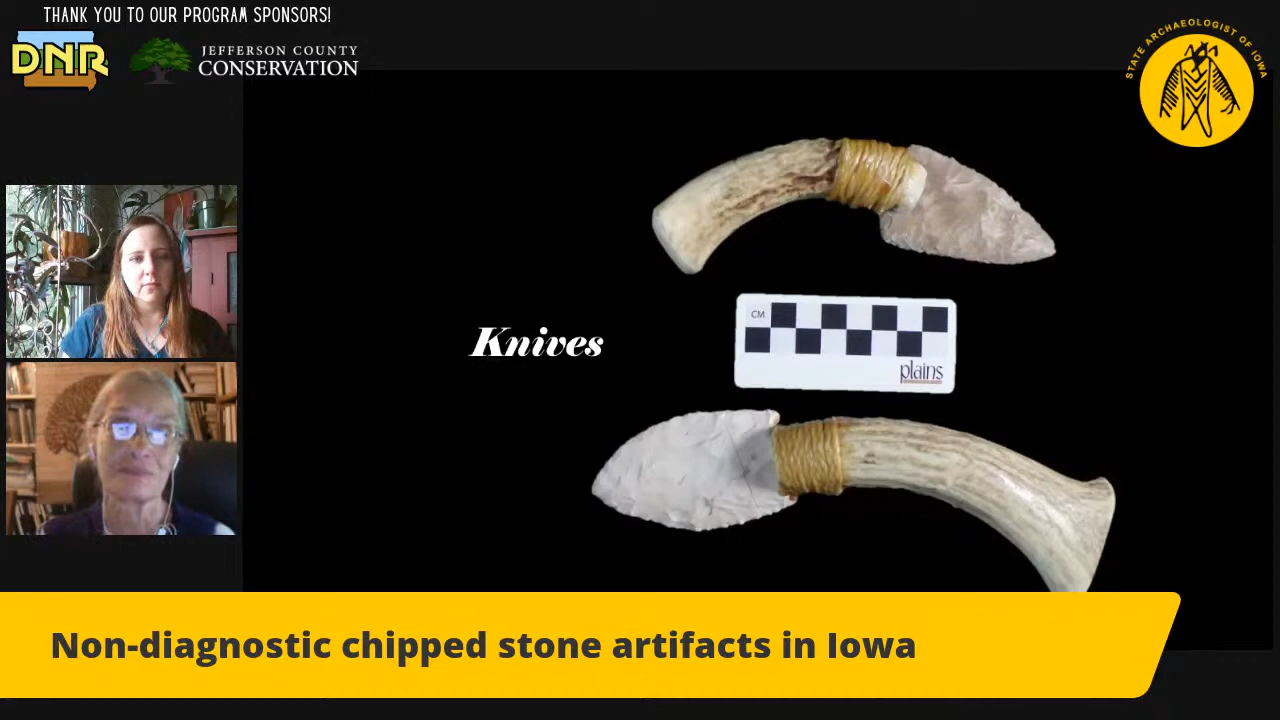 THANK YOU TO OUR PROGRAM SPONSORS!
DNR
JEFFERSON COUNTY
CONSERVATION
STATE ARCHAEOLOGIST OF IOWA
Knives
CM
plains
Non-diagnostic chipped stone artifacts in Iowa